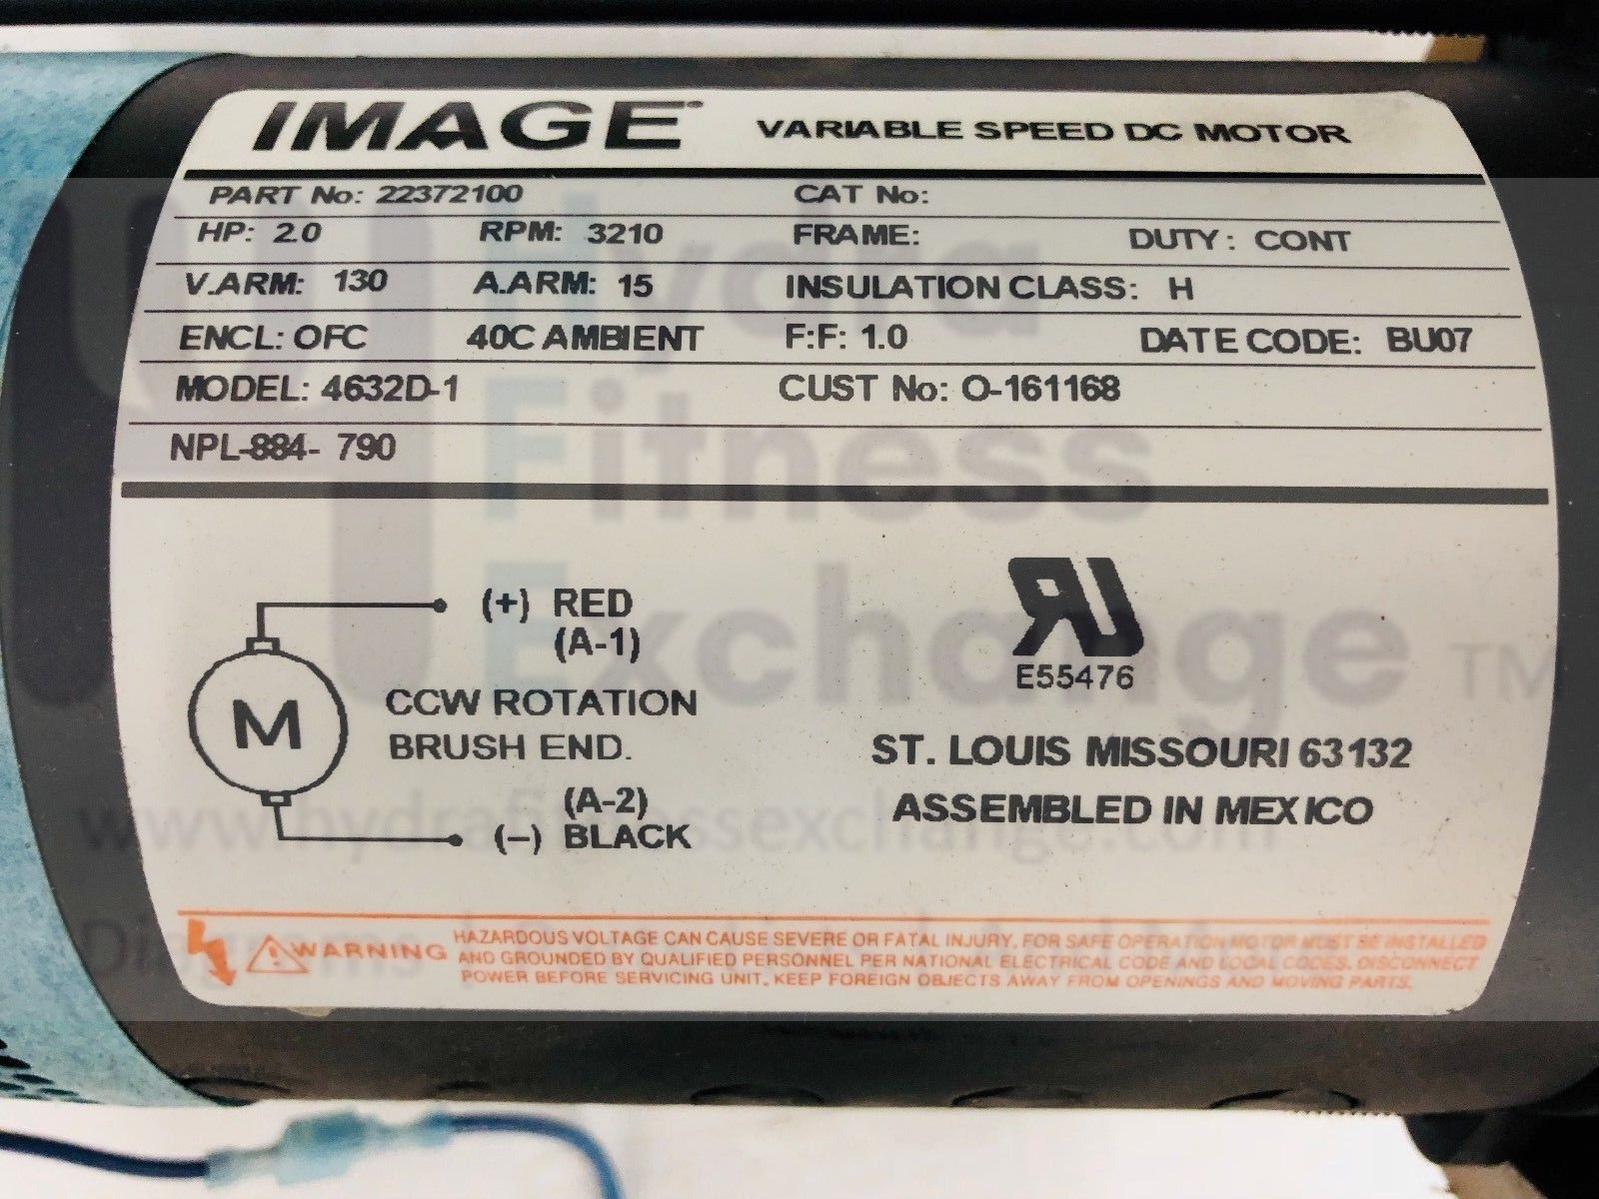 IMAGE VARIABLE SPEED DC MOTOR
PART No: 22372100 CAT No:
HP: 2.0 RPM: 3210 FRAME: DUTY: CONT
V.ARM: 130 A.ARM: 15 INSULATION CLASS: H
ENCL: OFC 40C AMBIENT F:F: 1.0 DATE CODE: BU07
MODEL: 4632D-1 CUST No: O-161168
NPL-884- 790
(+) RED
(A-1)
CCW ROTATION
BRUSH END.
M
(A-2)
(–) BLACK
E55476
ST. LOUIS MISSOURI 63132
ASSEMBLED IN MEXICO
WARNING HAZARDOUS VOLTAGE CAN CAUSE SEVERE OR FATAL INJURY. FOR SAFE OPERATION MOTOR MUST BE INSTALLED
AND GROUNDED BY QUALIFIED PERSONNEL PER NATIONAL ELECTRICAL CODE AND LOCAL CODES. DISCONNECT
POWER BEFORE SERVICING UNIT. KEEP FOREIGN OBJECTS AWAY FROM OPENINGS AND MOVING PARTS.
Hydra
Fitness
Exchange TM
www.hydrafitnessexchange.com